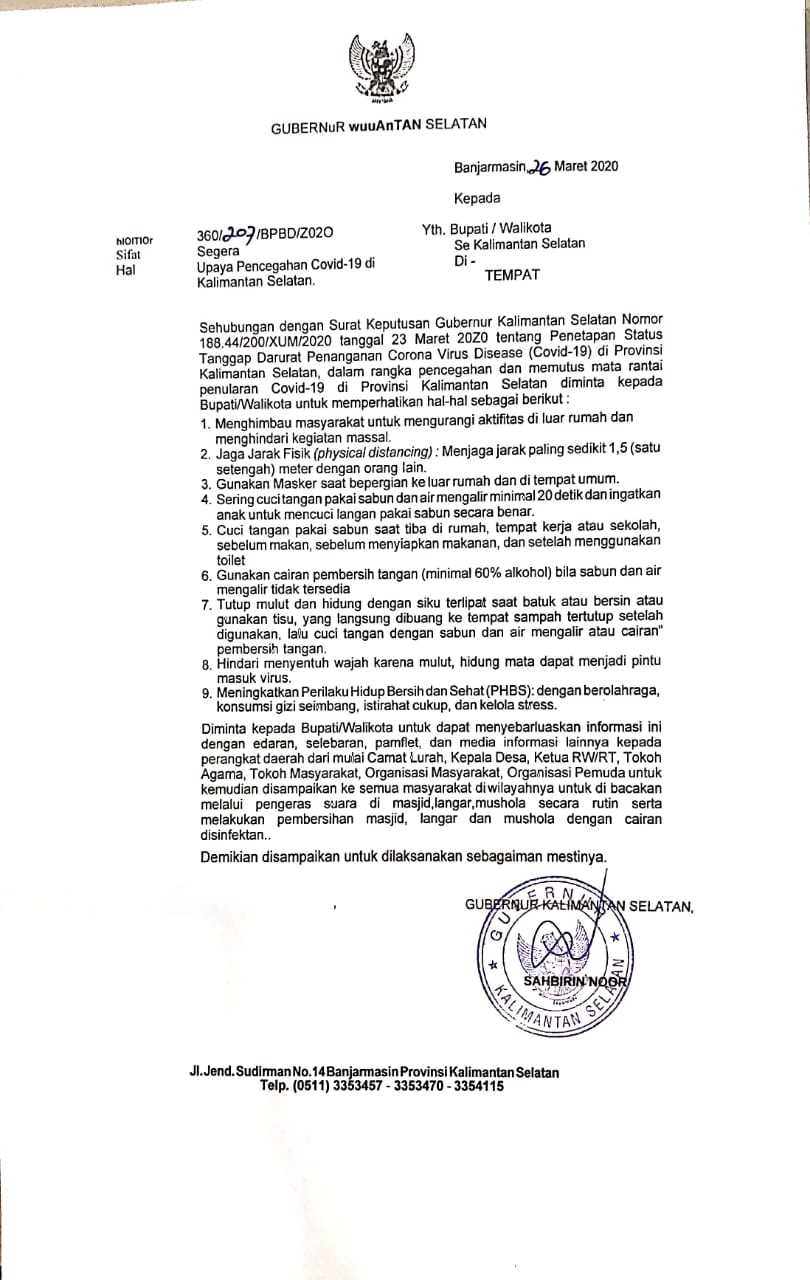 GUBERNuR wuuAnTAN SELATAN
Banjarmasin, 26 Maret 2020
Kepada
hIOITIOr 360/207/BPBD/Z02O
Yth. Bupati / Walikota
Sifat Segera
Se Kalimantan Selatan
Hal Upaya Pencegahan Covid-19 di
Di -
Kalimantan Selatan.
TEMPAT
Sehubungan dengan Surat Keputusan Gubernur Kalimantan Selatan Nomor
188.44/200/XUM/2020 tanggal 23 Maret 20Z0 tentang Penetapan Status
Tanggap Darurat Penanganan Corona Virus Disease (Covid-19) di Provinsi
Kalimantan Selatan, dalam rangka pencegahan dan memutus mata rantai
penularan Covid-19 di Provinsi Kalimantan Selatan diminta kepada
Bupati/Walikota untuk memperhatikan hal-hal sebagai berikut :
1. Menghimbau masyarakat untuk mengurangi aktifitas di luar rumah dan
menghindari kegiatan massal.
2. Jaga Jarak Fisik (physical distancing) : Menjaga jarak paling sedikit 1,5 (satu
setengah) meter dengan orang lain.
3. Gunakan Masker saat bepergian ke luar rumah dan di tempat umum.
4. Sering cuci tangan pakai sabun dan air mengalir minimal 20 detik dan ingatkan
anak untuk mencuci langan pakai sabun secara benar.
5. Cuci tangan pakai sabun saat tiba di rumah, tempat kerja atau sekolah,
sebelum makan, sebelum menyiapkan makanan, dan setelah menggunakan
toilet
6. Gunakan cairan pembersih tangan (minimal 60% alkohol) bila sabun dan air
mengalir tidak tersedia
7. Tutup mulut dan hidung dengan siku terlipat saat batuk atau bersin atau
gunakan tisu, yang langsung dibuang ke tempat sampah tertutup setelah
digunakan, lalu cuci tangan dengan sabun dan air mengalir atau cairan"
pembersih tangan.
8. Hindari menyentuh wajah karena mulut, hidung mata dapat menjadi pintu
masuk virus.
9. Meningkatkan Perilaku Hidup Bersih dan Sehat (PHBS): dengan berolahraga,
konsumsi gizi seimbang, istirahat cukup, dan kelola stress.
Diminta kepada Bupati/Walikota untuk dapat menyebarluaskan informasi ini
dengan edaran, selebaran, pamflet, dan media informasi lainnya kepada
perangkat daerah dari mulai Camat Lurah, Kepala Desa, Ketua RW/RT, Tokoh
Agama, Tokoh Masyarakat, Organisasi Masyarakat, Organisasi Pemuda untuk
kemudian disampaikan ke semua masyarakat diwilayahnya untuk di bacakan
melalui pengeras suara di masjid,langar,mushola secara rutin serta
melakukan pembersihan masjid, langar dan mushola dengan cairan
disinfektan..
Demikian disampaikan untuk dilaksanakan sebagaiman mestinya.
GUBERNUR KALIMANTAN SELATAN,
GUBERNUR
SAHBIRIN NOOR
KALIMANTAN SELATAN
Jl.Jend.Sudirman No.14 Banjarmasin Provinsi Kalimantan Selatan
Telp. (0511) 3353457 - 3353470 - 3354115